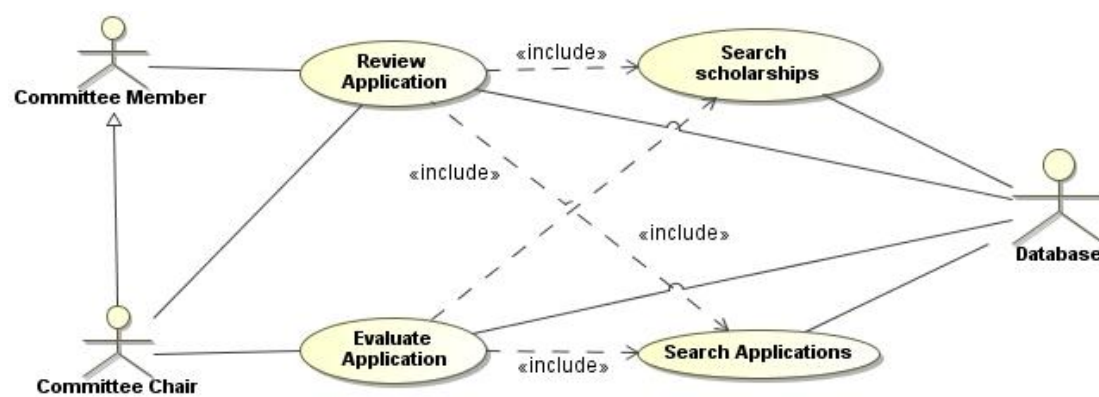 Committee Member
Review
Application
«include»
Search
scholarships
«include»
«include»
Database
Committee Chair
Evaluate
Application
«include»
Search Applications